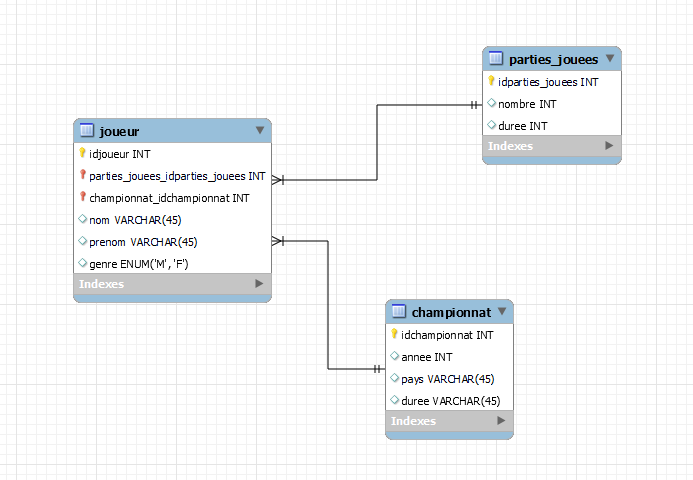 parties_jouees
idparties_jouees INT
nombre INT
duree INT
Indexes
joueur
idjoueur INT
parties_jouees_idparties_jouees INT
championnat_idchampionnat INT
nom VARCHAR(45)
prenom VARCHAR(45)
genre ENUM('M', 'F')
Indexes
championnat
idchampionnat INT
annee INT
pays VARCHAR(45)
duree VARCHAR(45)
Indexes